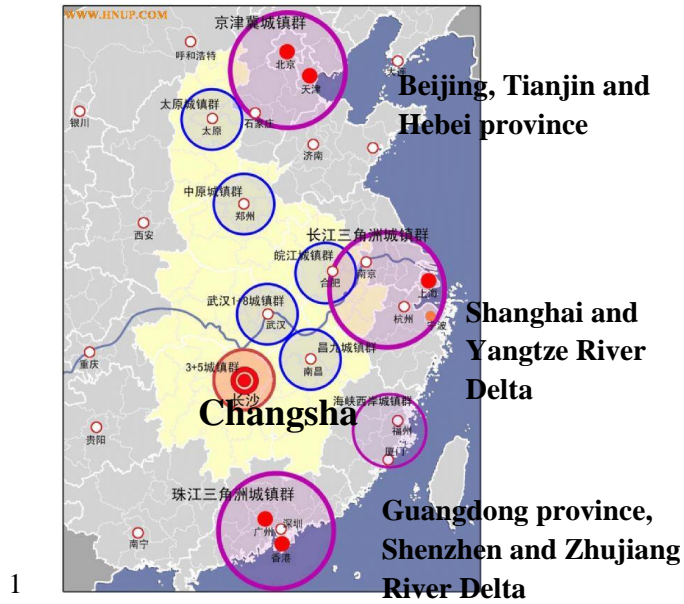 WWW.HNUP.COM
京津冀城镇群
呼和浩特
北京
天津
大连
Beijing, Tianjin and
Hebei province
太原城镇群
太原
石家庄
银川
济南
中原城镇群
郑州
西安
长江三角洲城镇群
皖江城镇群
合肥
南京
上海
杭州
宁波
Shanghai and
Yangtze River
Delta
武汉1+8城镇群
武汉
昌九城镇群
南昌
重庆
3+5城镇群
长沙
Changsha
海峡西岸城镇群
福州
厦门
贵阳
珠江三角洲城镇群
广州
深圳
香港
南宁
Guangdong province,
Shenzhen and Zhujiang
River Delta
1